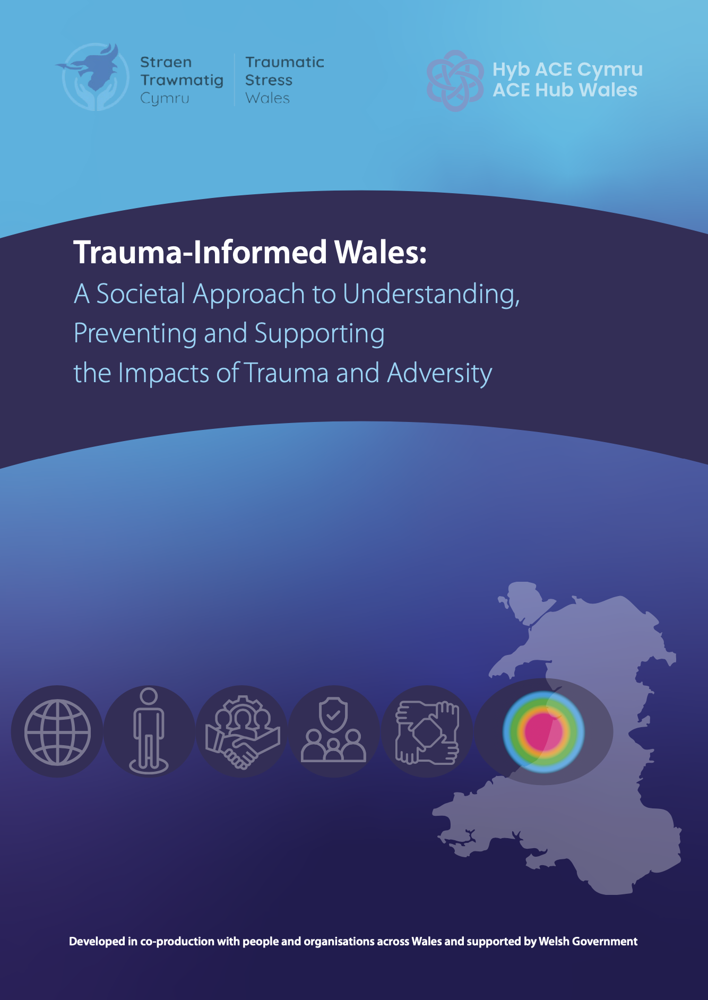 Straen
Trawmatig
Cymru
Traumatic
Stress
Wales
Hyb ACE Cymru
ACE Hub Wales
Trauma-Informed Wales:
A Societal Approach to Understanding,
Preventing and Supporting
the Impacts of Trauma and Adversity
Developed in co-production with people and organisations across Wales and supported by Welsh Government